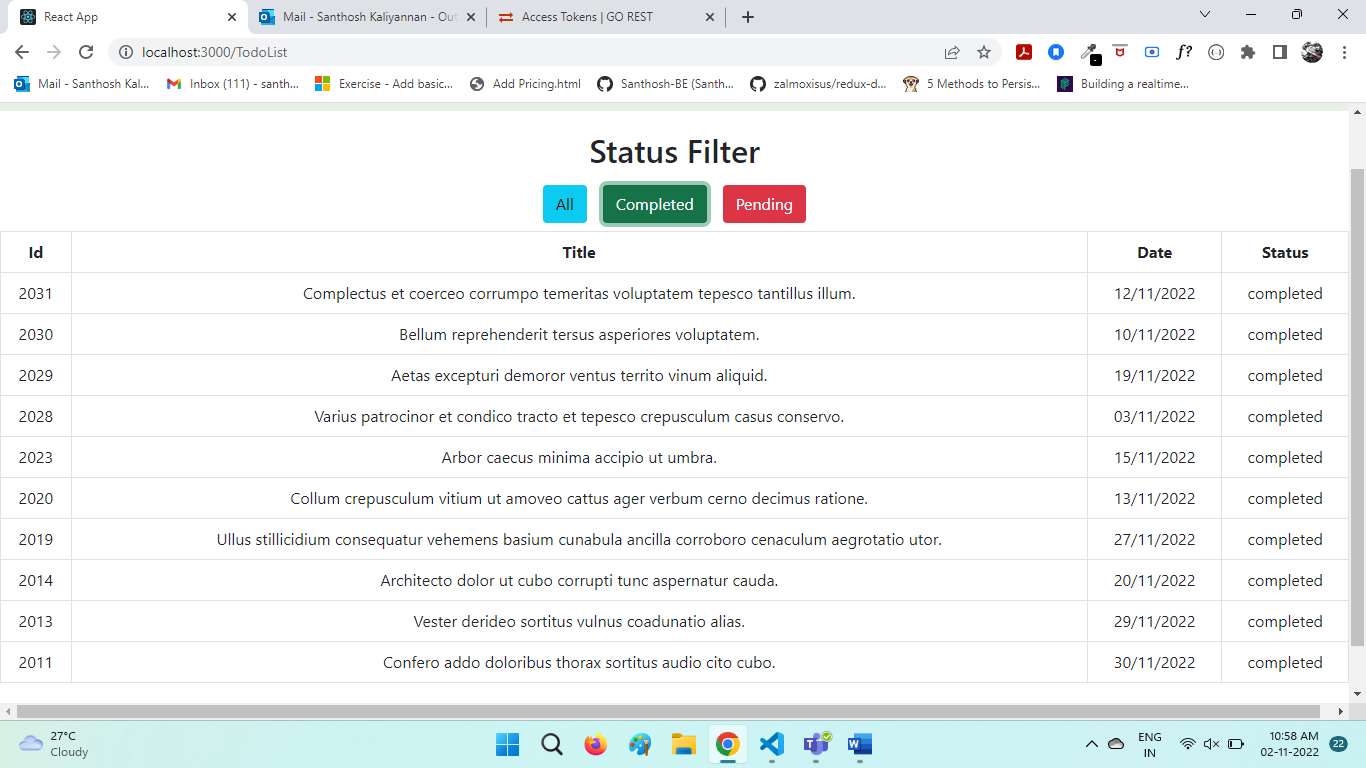 React App
Mail - Santhosh Kaliyannan - Out
Access Tokens | GO REST
localhost:3000/TodoList
f?
Mail - Santhosh Kal...
Inbox (111) - santh...
Exercise - Add basic...
Add Pricing.html
Santhosh-BE (Santh...
zalmoxisus/redux-d...
5 Methods to Persis...
Building a realtime...
Status Filter
All Completed Pending
Id Title Date Status
2031 Complectus et coerceo corrumpo temeritas voluptatem tepesco tantillus illum. 12/11/2022 completed
2030 Bellum reprehenderit tersus asperiores voluptatem. 10/11/2022 completed
2029 Aetas excepturi demoror ventus territo vinum aliquid. 19/11/2022 completed
2028 Varius patrocinor et condico tracto et tepesco crepusculum casus conservo. 03/11/2022 completed
2023 Arbor caecus minima accipio ut umbra. 15/11/2022 completed
2020 Collum crepusculum vitium ut amoveo cattus ager verbum cerno decimus ratione. 13/11/2022 completed
2019 Ullus stillicidium consequatur vehemens basium cunabula ancilla corroboro cenaculum aegrotatio utor. 27/11/2022 completed
2014 Architecto dolor ut cubo corrupti tunc aspernatur cauda. 20/11/2022 completed
2013 Vester derideo sortitus vulnus coadunatio alias. 29/11/2022 completed
2011 Confero addo doloribus thorax sortitus audio cito cubo. 30/11/2022 completed
27°C
Cloudy
ENG
IN
10:58 AM
02-11-2022
22